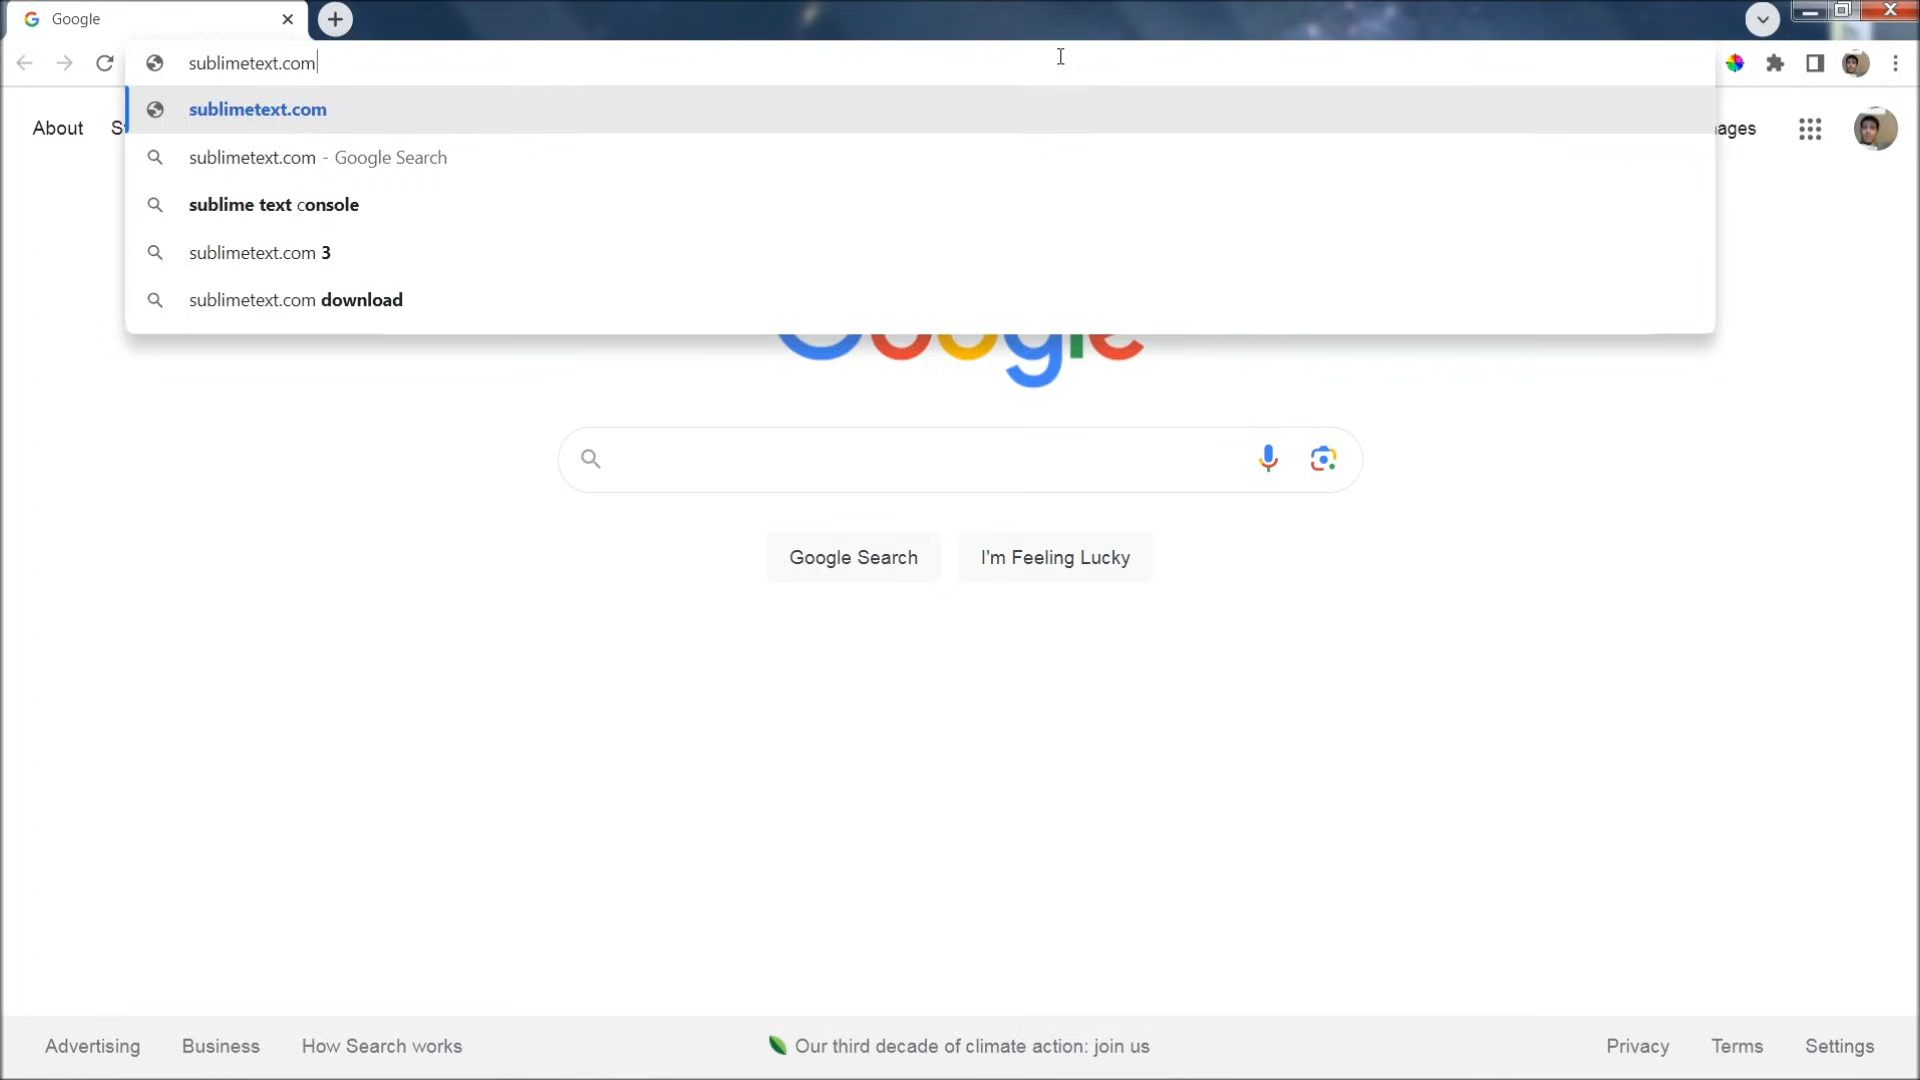 Google
sublimetext.com
sublimetext.com
About
sublimetext.com - Google Search
sublime text console
sublimetext.com 3
sublimetext.com download
Google
Google Search
I'm Feeling Lucky
Advertising
Business
How Search works
Our third decade of climate action: join us
Privacy
Terms
Settings